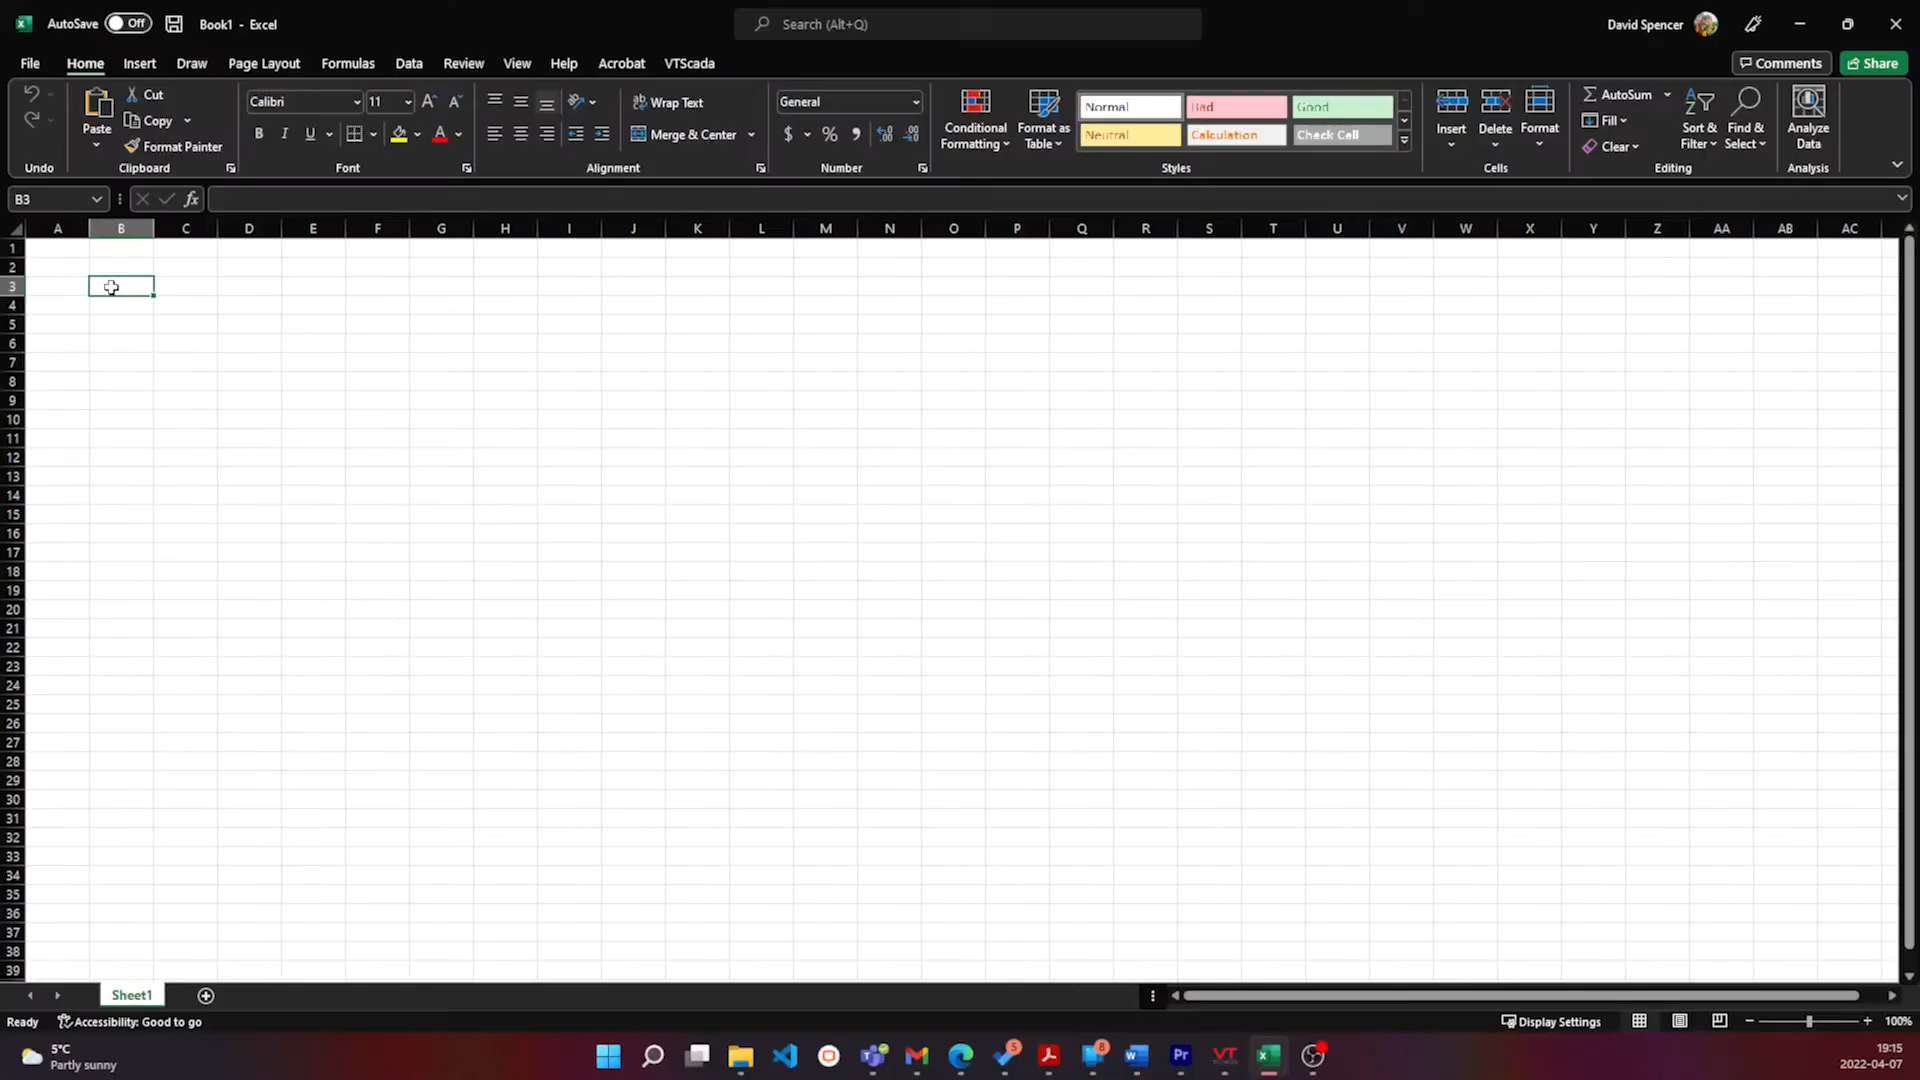 AutoSave Off Book1 - Excel Search (Alt+Q) David Spencer
File Home Insert Draw Page Layout Formulas Data Review View Help Acrobat VTScada Comments Share
Paste
Cut
Copy
Format Painter
Calibri 11
B I U
A
Wrap Text
Merge & Center
General
$ % 9
Conditional Formatting
Format as Table
Normal Bad Good
Neutral Calculation Check Cell
Insert Delete Format
AutoSum
Fill
Clear
Sort & Filter
Find & Select
Analyze Data
Undo Clipboard Font Alignment Number Styles Cells Editing Analysis
B3 fx
A B C D E F G H I J K L M N O P Q R S T U V W X Y Z AA AB AC
1
2
3
4
5
6
7
8
9
10
11
12
13
14
15
16
17
18
19
20
21
22
23
24
25
26
27
28
29
30
31
32
33
34
35
36
37
38
39
Sheet1
Ready Accessibility: Good to go Display Settings 100%
5°C
Partly sunny
5 8 W Pr VT
19:15
2022-04-07